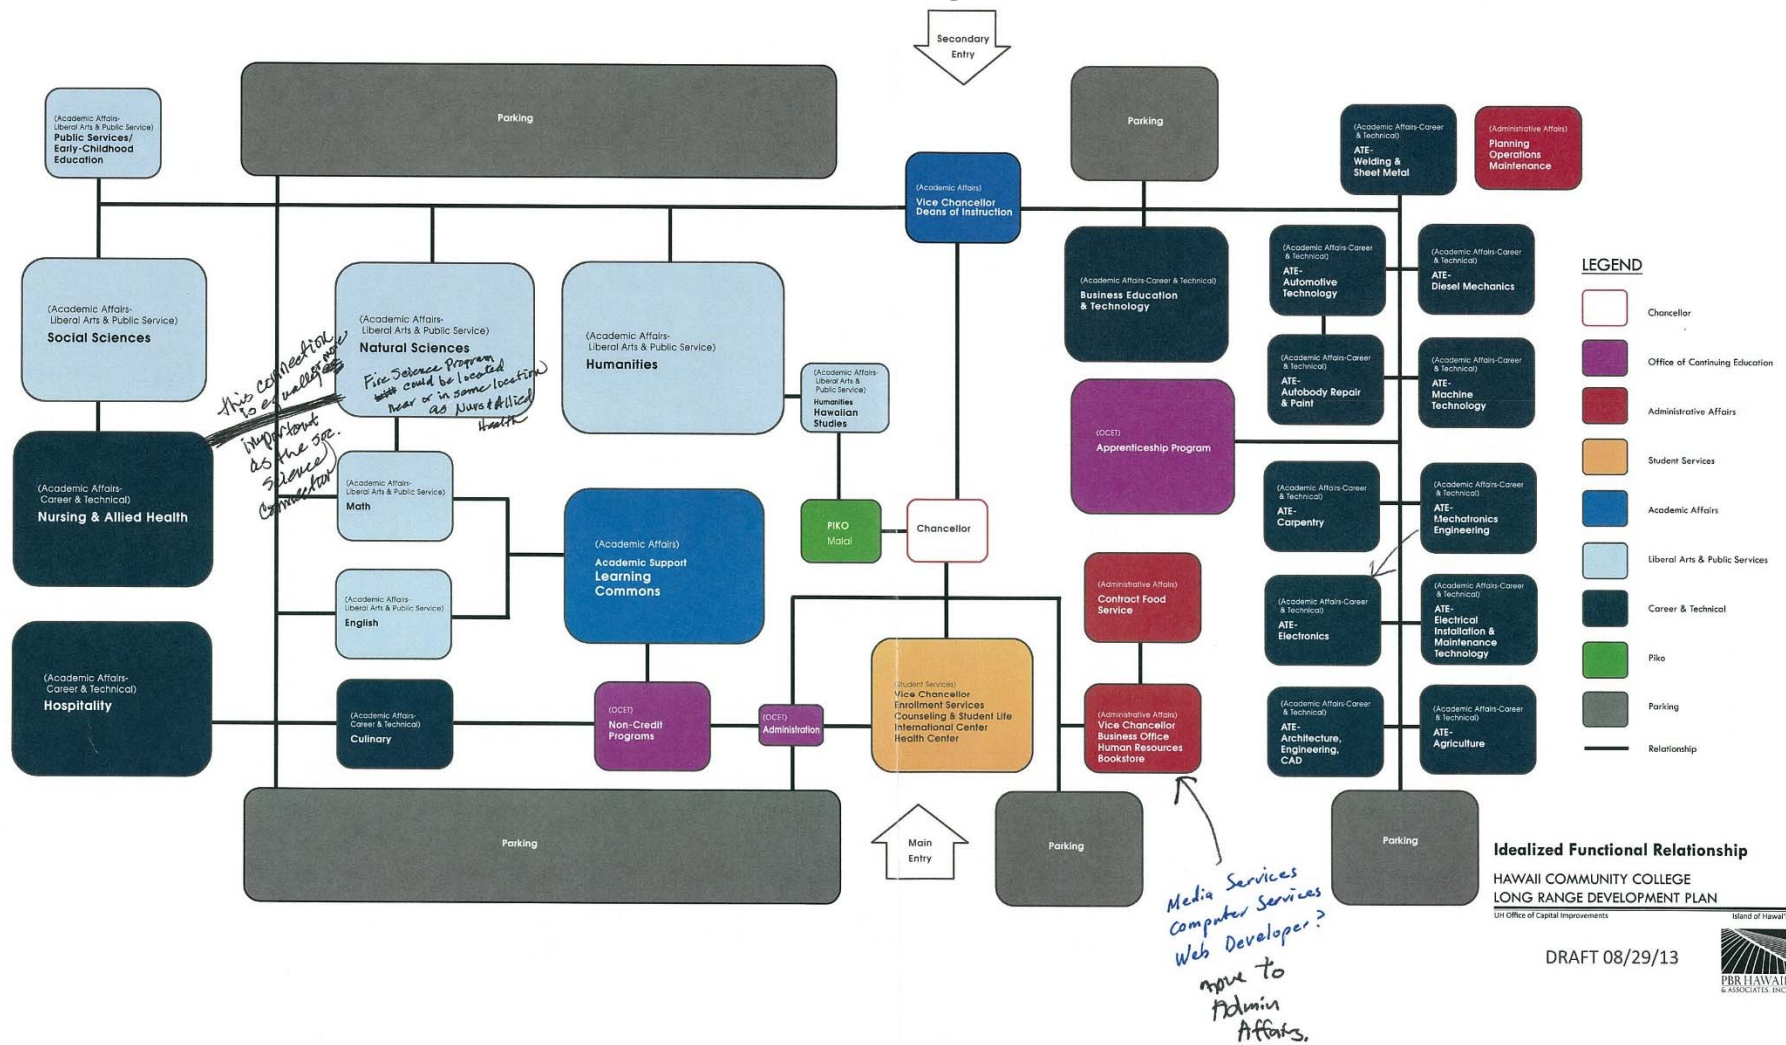 Secondary
Entry
Parking
Parking
(Academic Affairs-
Liberal Arts & Public Service)
Public Services/
Early-Childhood
Education
(Academic Affairs)
Vice Chancellor
Deans of Instruction
(Academic Affairs-Career
& Technical)
ATE-
Welding &
Sheet Metal
(Administrative Affairs)
Planning
Operations
Maintenance
(Academic Affairs-
Liberal Arts & Public Service)
Social Sciences
(Academic Affairs-
Liberal Arts & Public Service)
Natural Sciences
Fire Science Program
could be located
near or in same location
as Nurs & Allied
Health
this connection
is equally
more
important
as the soc.
science
connector
(Academic Affairs-
Liberal Arts & Public Service)
Humanities
(Academic Affairs-
Liberal Arts &
Public Service)
Humanities
Hawaiian
Studies
(Academic Affairs-Career & Technical)
Business Education
& Technology
(Academic Affairs-Career
& Technical)
ATE-
Automotive
Technology
(Academic Affairs-Career
& Technical)
ATE-
Diesel Mechanics
(Academic Affairs-Career
& Technical)
ATE-
Autobody Repair
& Paint
(Academic Affairs-Career
& Technical)
ATE-
Machine
Technology
(OCET)
Apprenticeship Program
(Academic Affairs-
Career & Technical)
Nursing & Allied Health
(Academic Affairs-
Liberal Arts & Public Service)
Math
(Academic Affairs)
Academic Support
Learning
Commons
PIKO
Malai
Chancellor
(Academic Affairs-Career
& Technical)
ATE-
Carpentry
(Academic Affairs-Career
& Technical)
ATE-
Mechatronics
Engineering
(Academic Affairs-
Liberal Arts & Public Service)
English
(Administrative Affairs)
Contract Food
Service
(Academic Affairs-Career
& Technical)
ATE-
Electronics
(Academic Affairs-Career
& Technical)
ATE-
Electrical
Installation &
Maintenance
Technology
(Academic Affairs-
Career & Technical)
Hospitality
(Academic Affairs-
Career & Technical)
Culinary
(OCET)
Non-Credit
Programs
(OCET)
Administration
(Student Services)
Vice Chancellor
Enrollment Services
Counseling & Student Life
International Center
Health Center
(Administrative Affairs)
Vice Chancellor
Business Office
Human Resources
Bookstore
(Academic Affairs-Career
& Technical)
ATE-
Architecture,
Engineering,
CAD
(Academic Affairs-Career
& Technical)
ATE-
Agriculture
Parking
Main
Entry
Parking
Parking
Media Services
Computer Services
Web Developer?
move to
Admin
Affairs.
LEGEND
Chancellor
Office of Continuing Education
Administrative Affairs
Student Services
Academic Affairs
Liberal Arts & Public Services
Career & Technical
Piko
Parking
Relationship
Idealized Functional Relationship
HAWAII COMMUNITY COLLEGE
LONG RANGE DEVELOPMENT PLAN
UH Office of Capital Improvements
Island of Hawai'i
DRAFT 08/29/13
PBR HAWAII
& ASSOCIATES, INC.